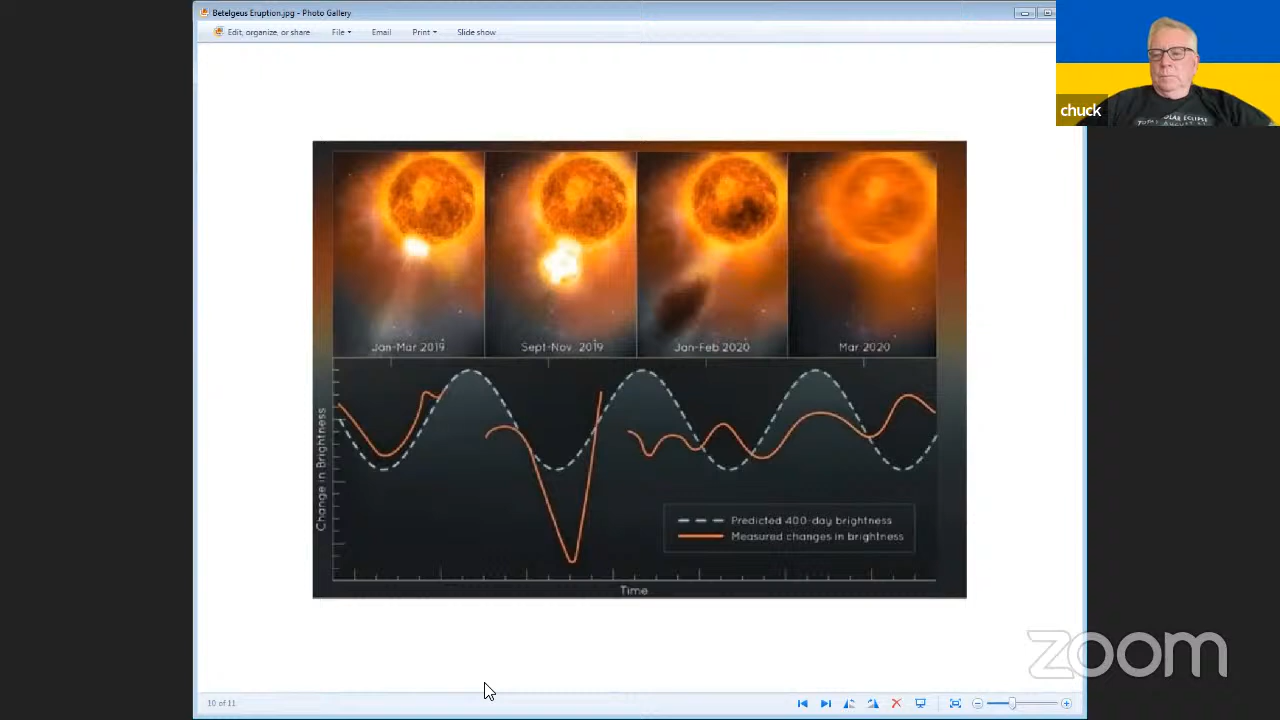 Betelgeus Eruption.jpg - Photo Gallery
Edit, organize, or share File Email Print Slide show
chuck
Jan-Mar 2019 Sept-Nov 2019 Jan-Feb 2020 Mar 2020
Change in Brightness
Predicted 400-day brightness
Measured changes in brightness
Time
zoom
10 of 11